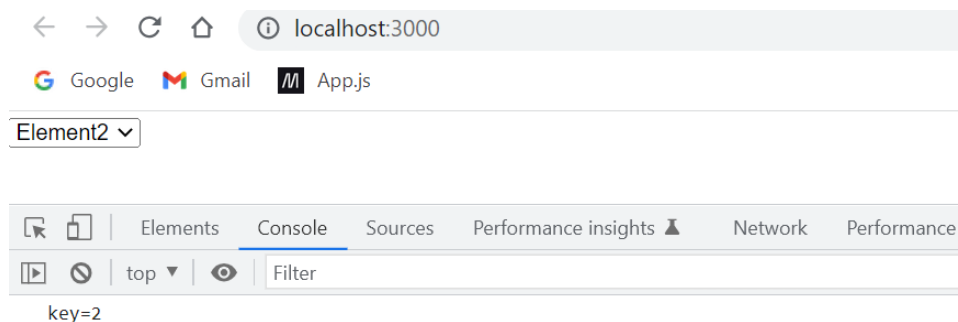 localhost:3000
Google Gmail App.js
Element2
Elements Console Sources Performance insights Network Performance
top Filter
key=2